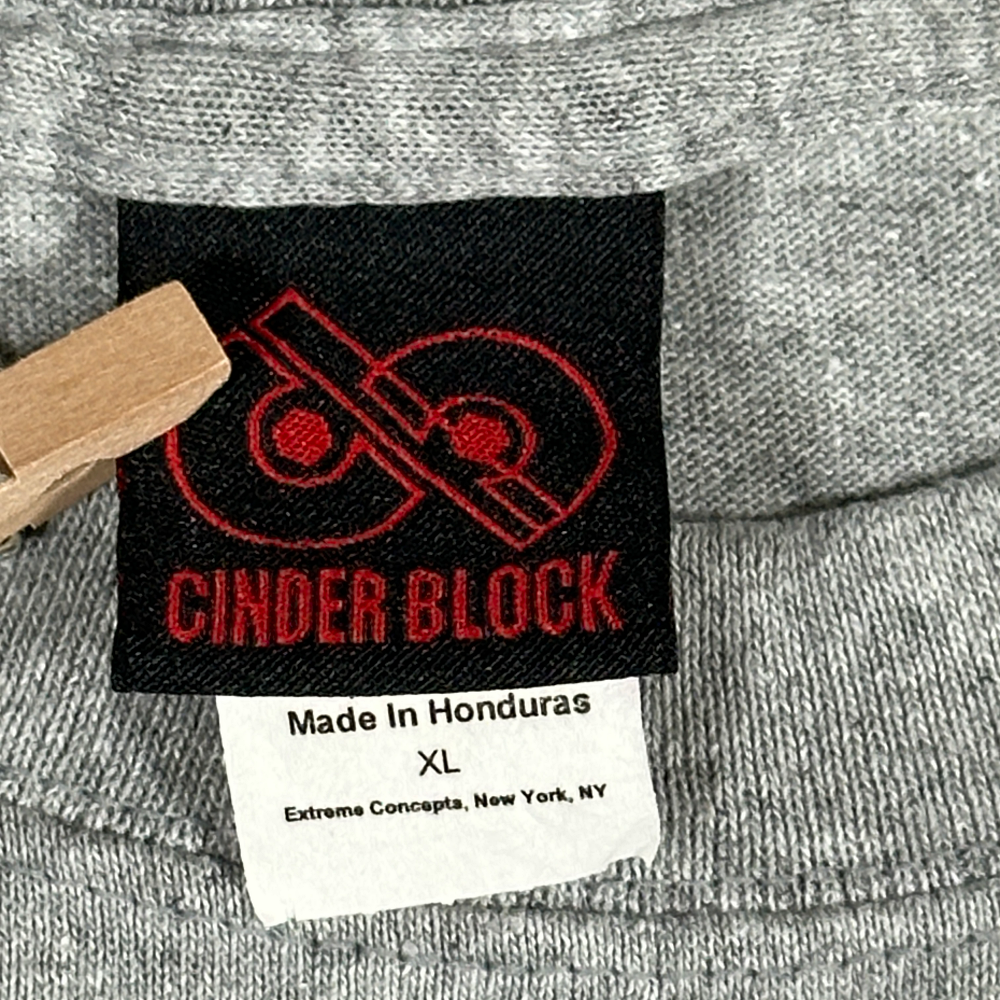 CINDER BLOCK
Made In Honduras
XL
Extreme Concepts, New York, NY